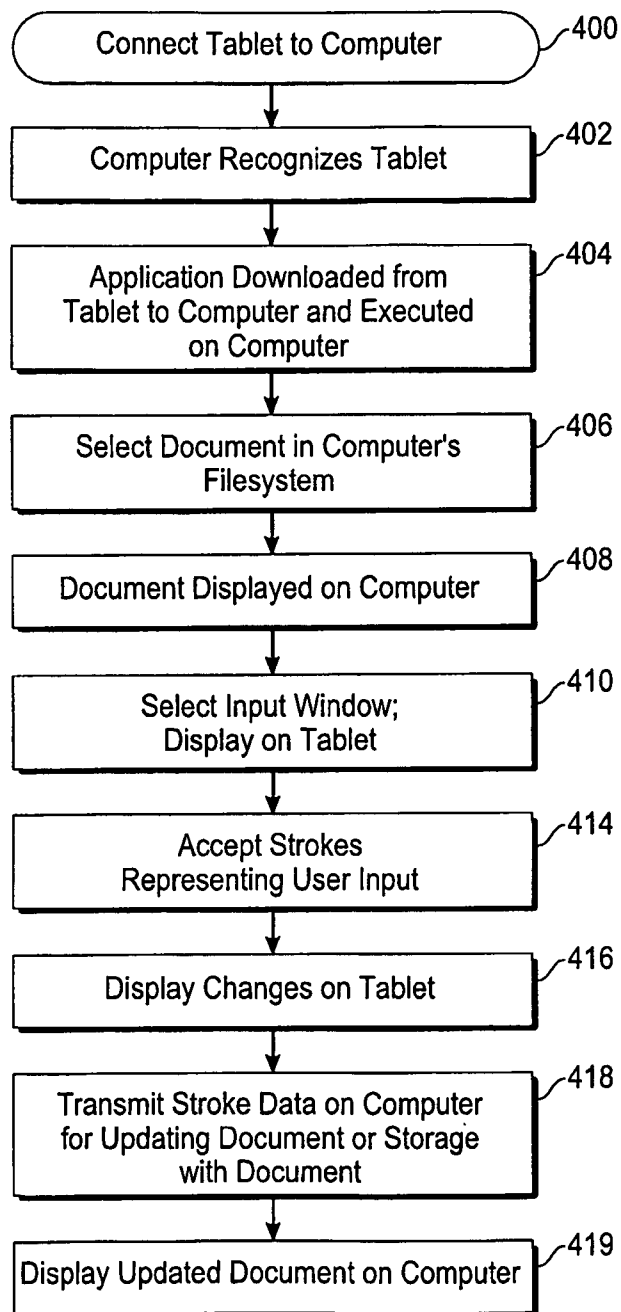 Connect Tablet to Computer
400
Computer Recognizes Tablet
402
Application Downloaded from
Tablet to Computer and Executed
on Computer
404
Select Document in Computer's
Filesystem
406
Document Displayed on Computer
408
Select Input Window;
Display on Tablet
410
Accept Strokes
Representing User Input
414
Display Changes on Tablet
416
Transmit Stroke Data on Computer
for Updating Document or Storage
with Document
418
Display Updated Document on Computer
419